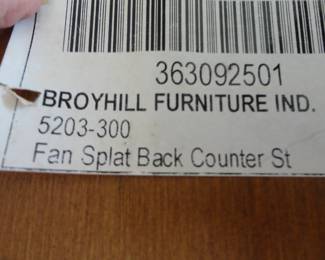 363092501
BROYHILL FURNITURE IND.
5203-300
Fan Splat Back Counter St